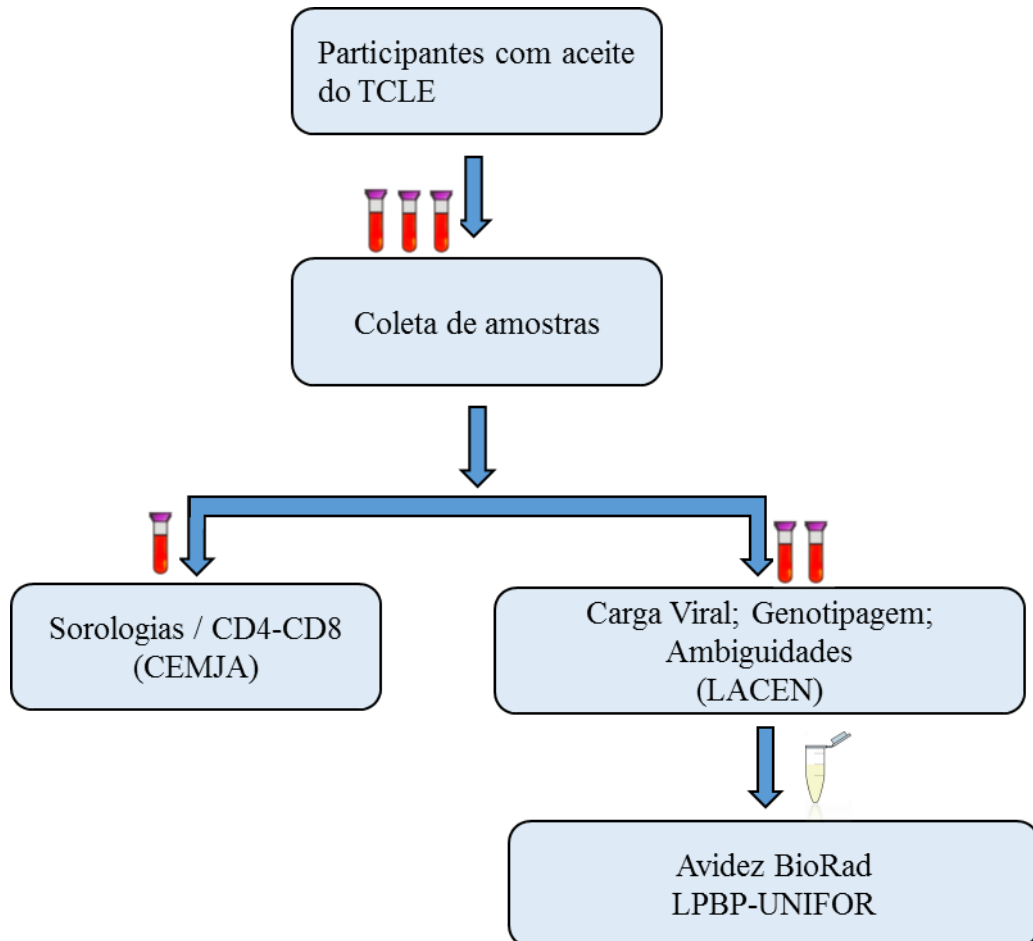 Participantes com aceite
do TCLE
Coleta de amostras
Sorologias / CD4-CD8
(CEMJA)
Carga Viral; Genotipagem;
Ambiguidades
(LACEN)
Avidez BioRad
LPBP-UNIFOR